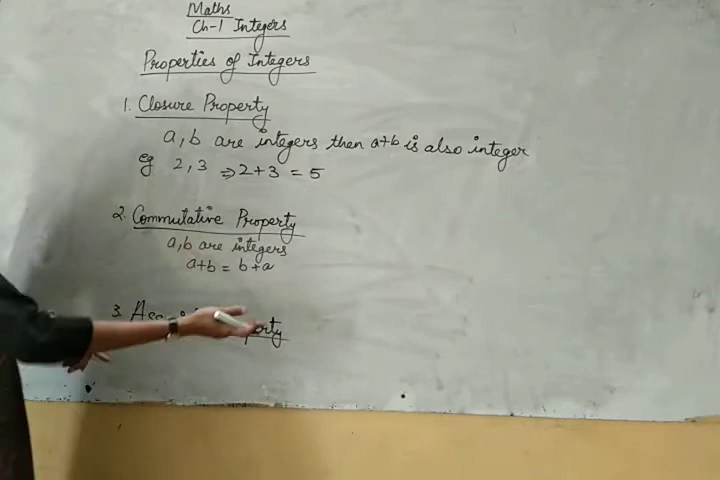 Maths
Ch-1 Integers
Properties of Integers
1. Closure Property
a, b are integers then a+b is also integer
eg 2, 3 ⇒ 2+3 = 5
2. Commutative Property
a, b are integers
a+b = b+a
3.